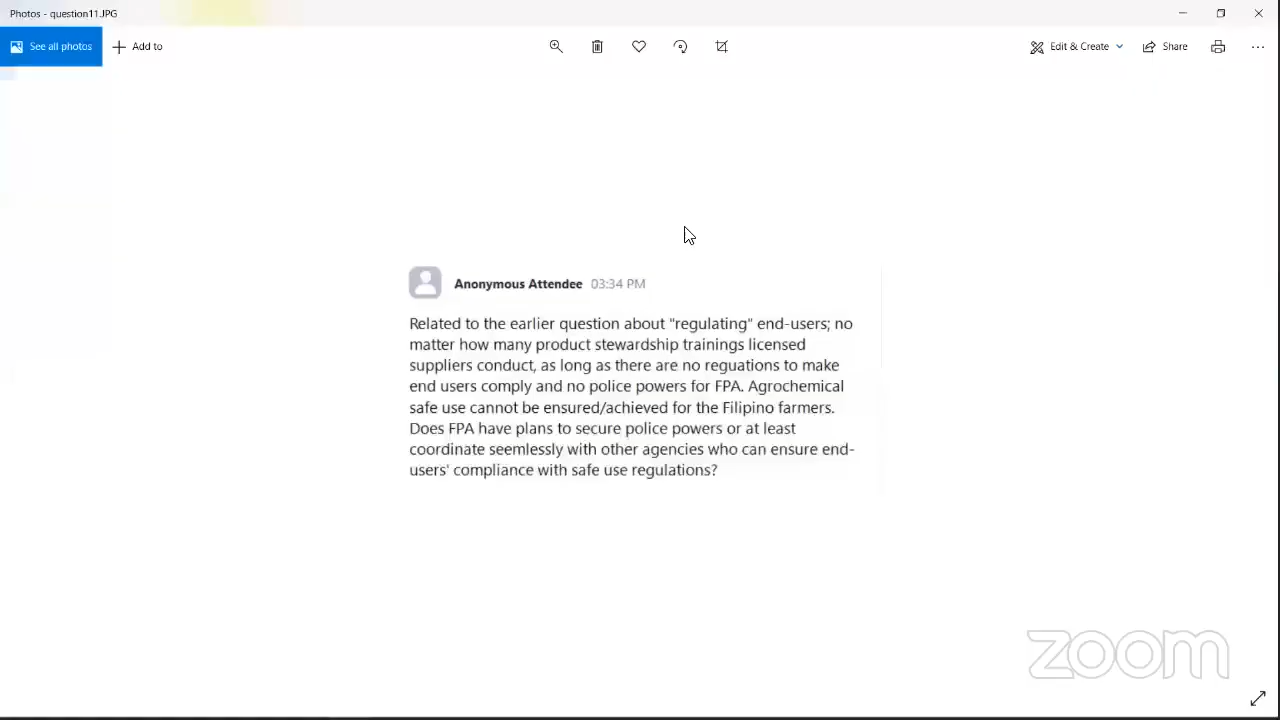 Photos - question11.JPG
See all photos
Add to
Edit & Create
Share
Anonymous Attendee 03:34 PM
Related to the earlier question about "regulating" end-users; no
matter how many product stewardship trainings licensed
suppliers conduct, as long as there are no reguations to make
end users comply and no police powers for FPA. Agrochemical
safe use cannot be ensured/achieved for the Filipino farmers.
Does FPA have plans to secure police powers or at least
coordinate seemlessly with other agencies who can ensure end-
users' compliance with safe use regulations?
zoom